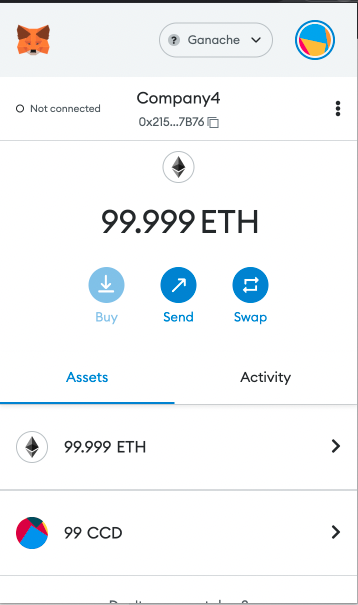 Ganache
Not connected
Company4
0x215...7B76
99.999 ETH
Buy
Send
Swap
Assets
Activity
99.999 ETH
99 CCD